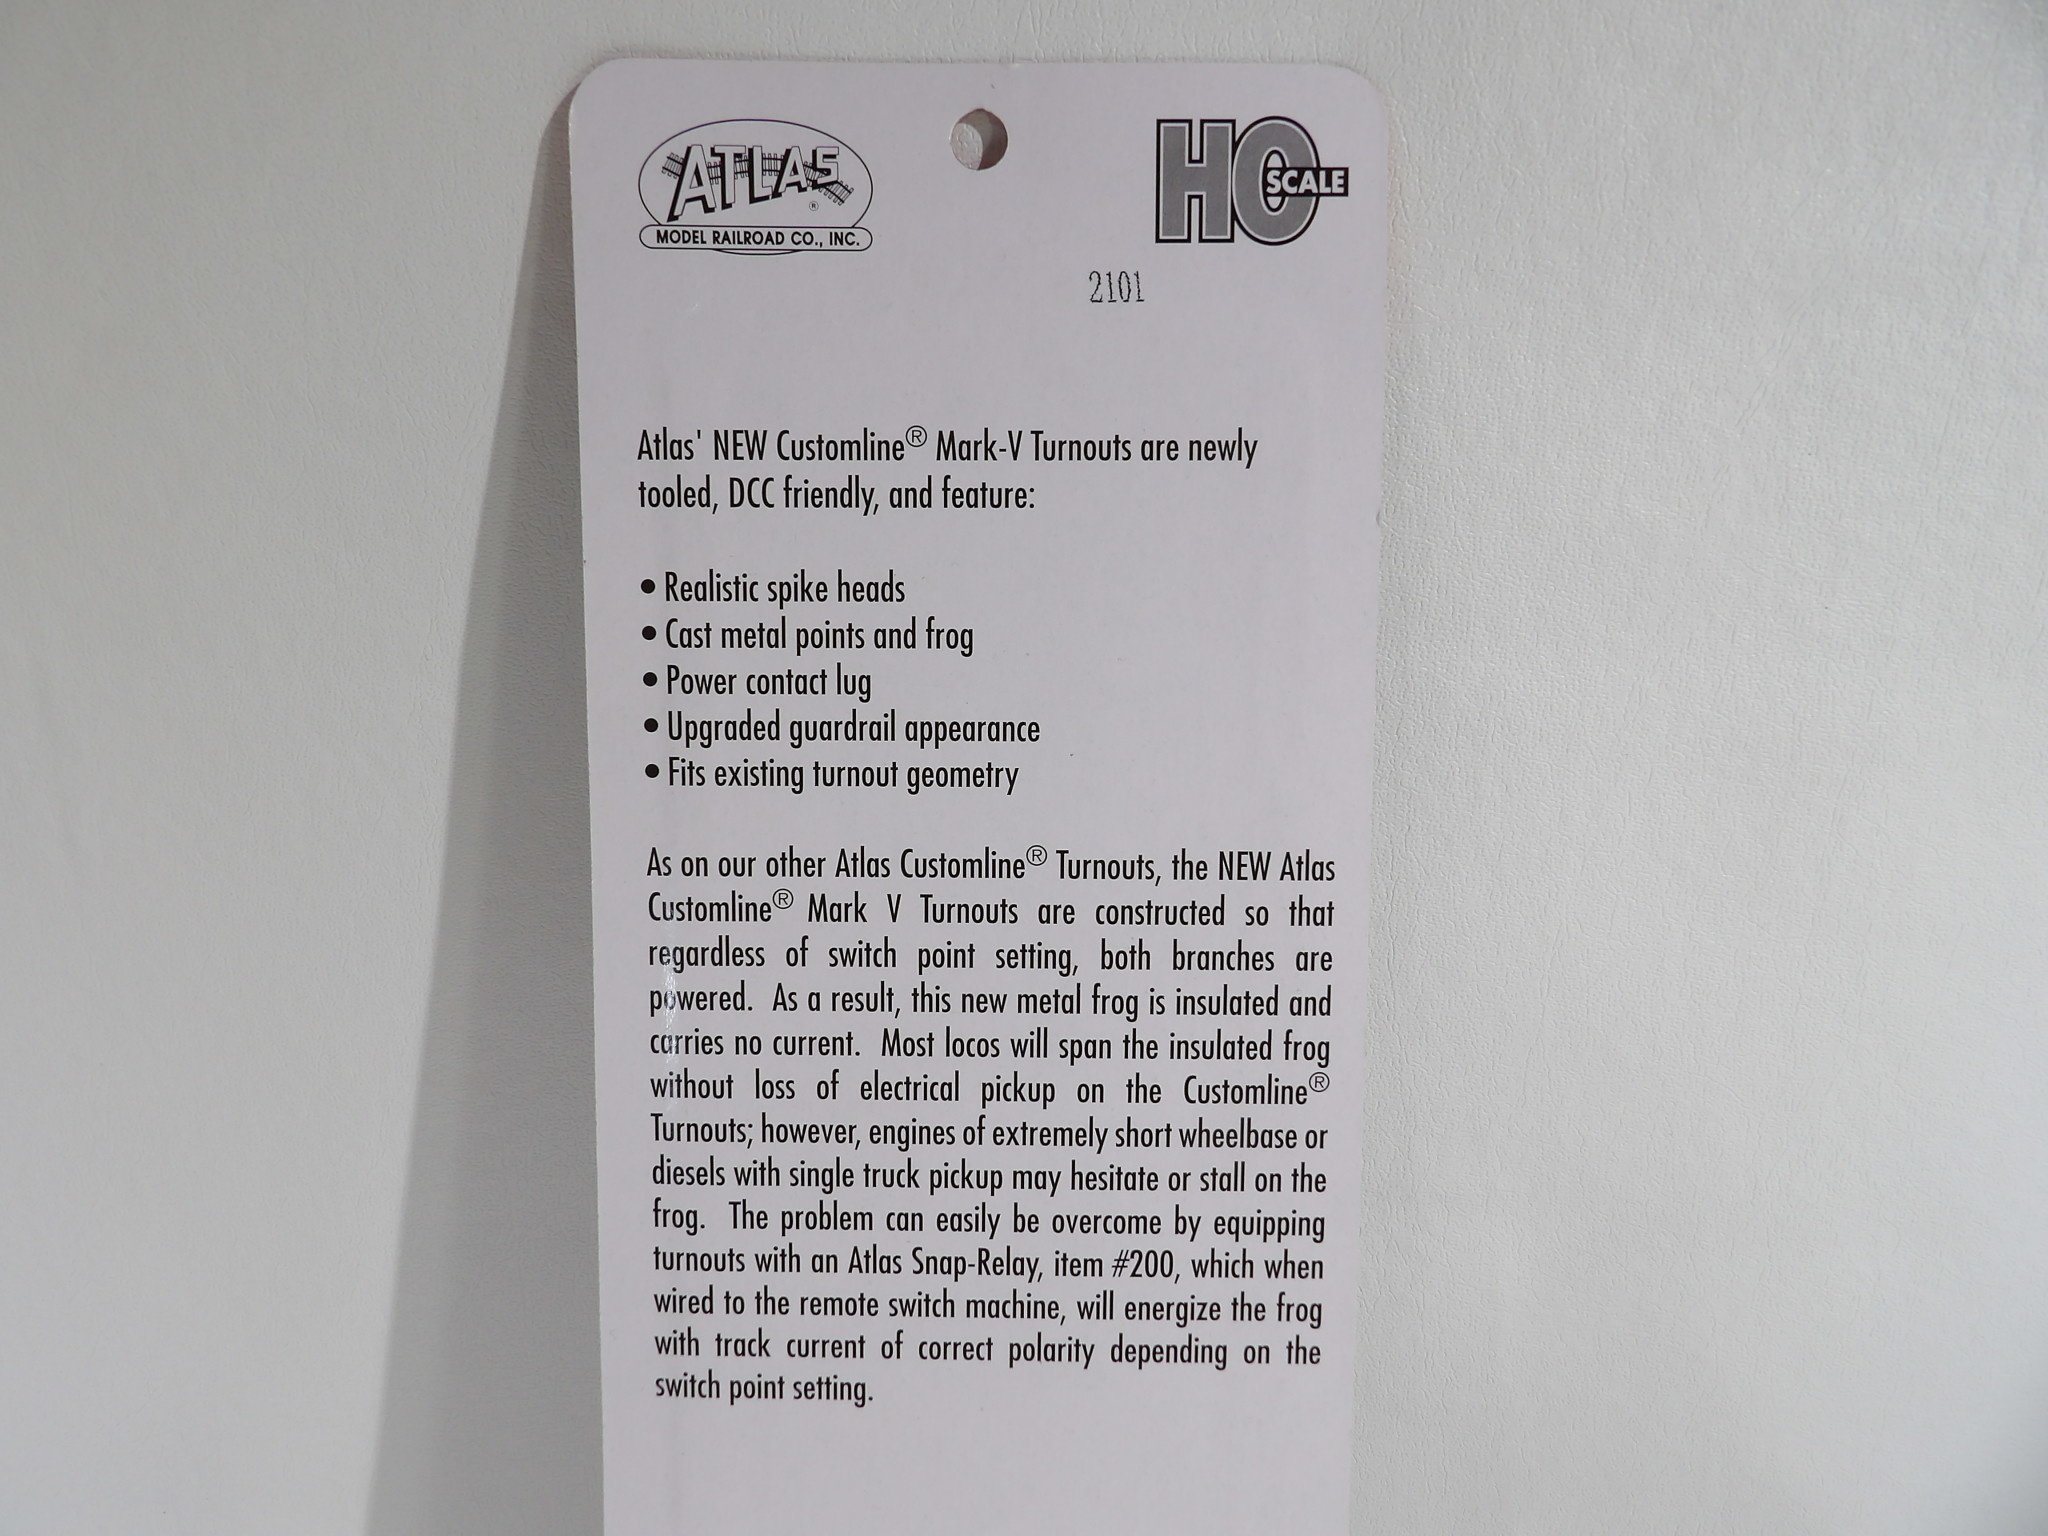 ATLAS®
MODEL RAILROAD CO., INC.
HO SCALE
2101
Atlas' NEW Customline® Mark-V Turnouts are newly
tooled, DCC friendly, and feature:
• Realistic spike heads
• Cast metal points and frog
• Power contact lug
• Upgraded guardrail appearance
• Fits existing turnout geometry
As on our other Atlas Customline® Turnouts, the NEW Atlas
Customline® Mark V Turnouts are constructed so that
regardless of switch point setting, both branches are
powered. As a result, this new metal frog is insulated and
carries no current. Most locos will span the insulated frog
without loss of electrical pickup on the Customline®
Turnouts; however, engines of extremely short wheelbase or
diesels with single truck pickup may hesitate or stall on the
frog. The problem can easily be overcome by equipping
turnouts with an Atlas Snap-Relay, item #200, which when
wired to the remote switch machine, will energize the frog
with track current of correct polarity depending on the
switch point setting.